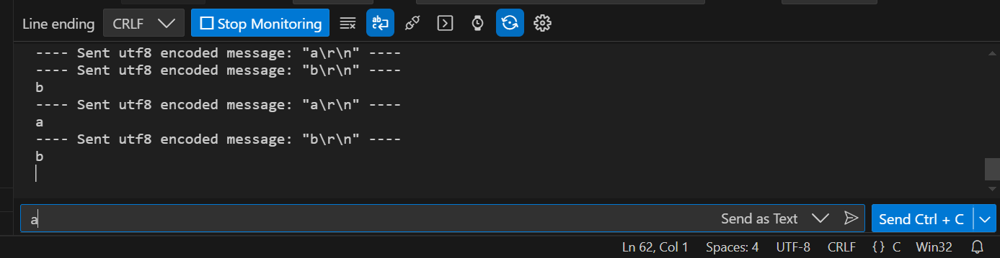 Line ending CRLF Stop Monitoring
---- Sent utf8 encoded message: "a\r\n" ----
---- Sent utf8 encoded message: "b\r\n" ----
b
---- Sent utf8 encoded message: "a\r\n" ----
a
---- Sent utf8 encoded message: "b\r\n" ----
b
a Send as Text Send Ctrl + C
Ln 62, Col 1 Spaces: 4 UTF-8 CRLF {} C Win32